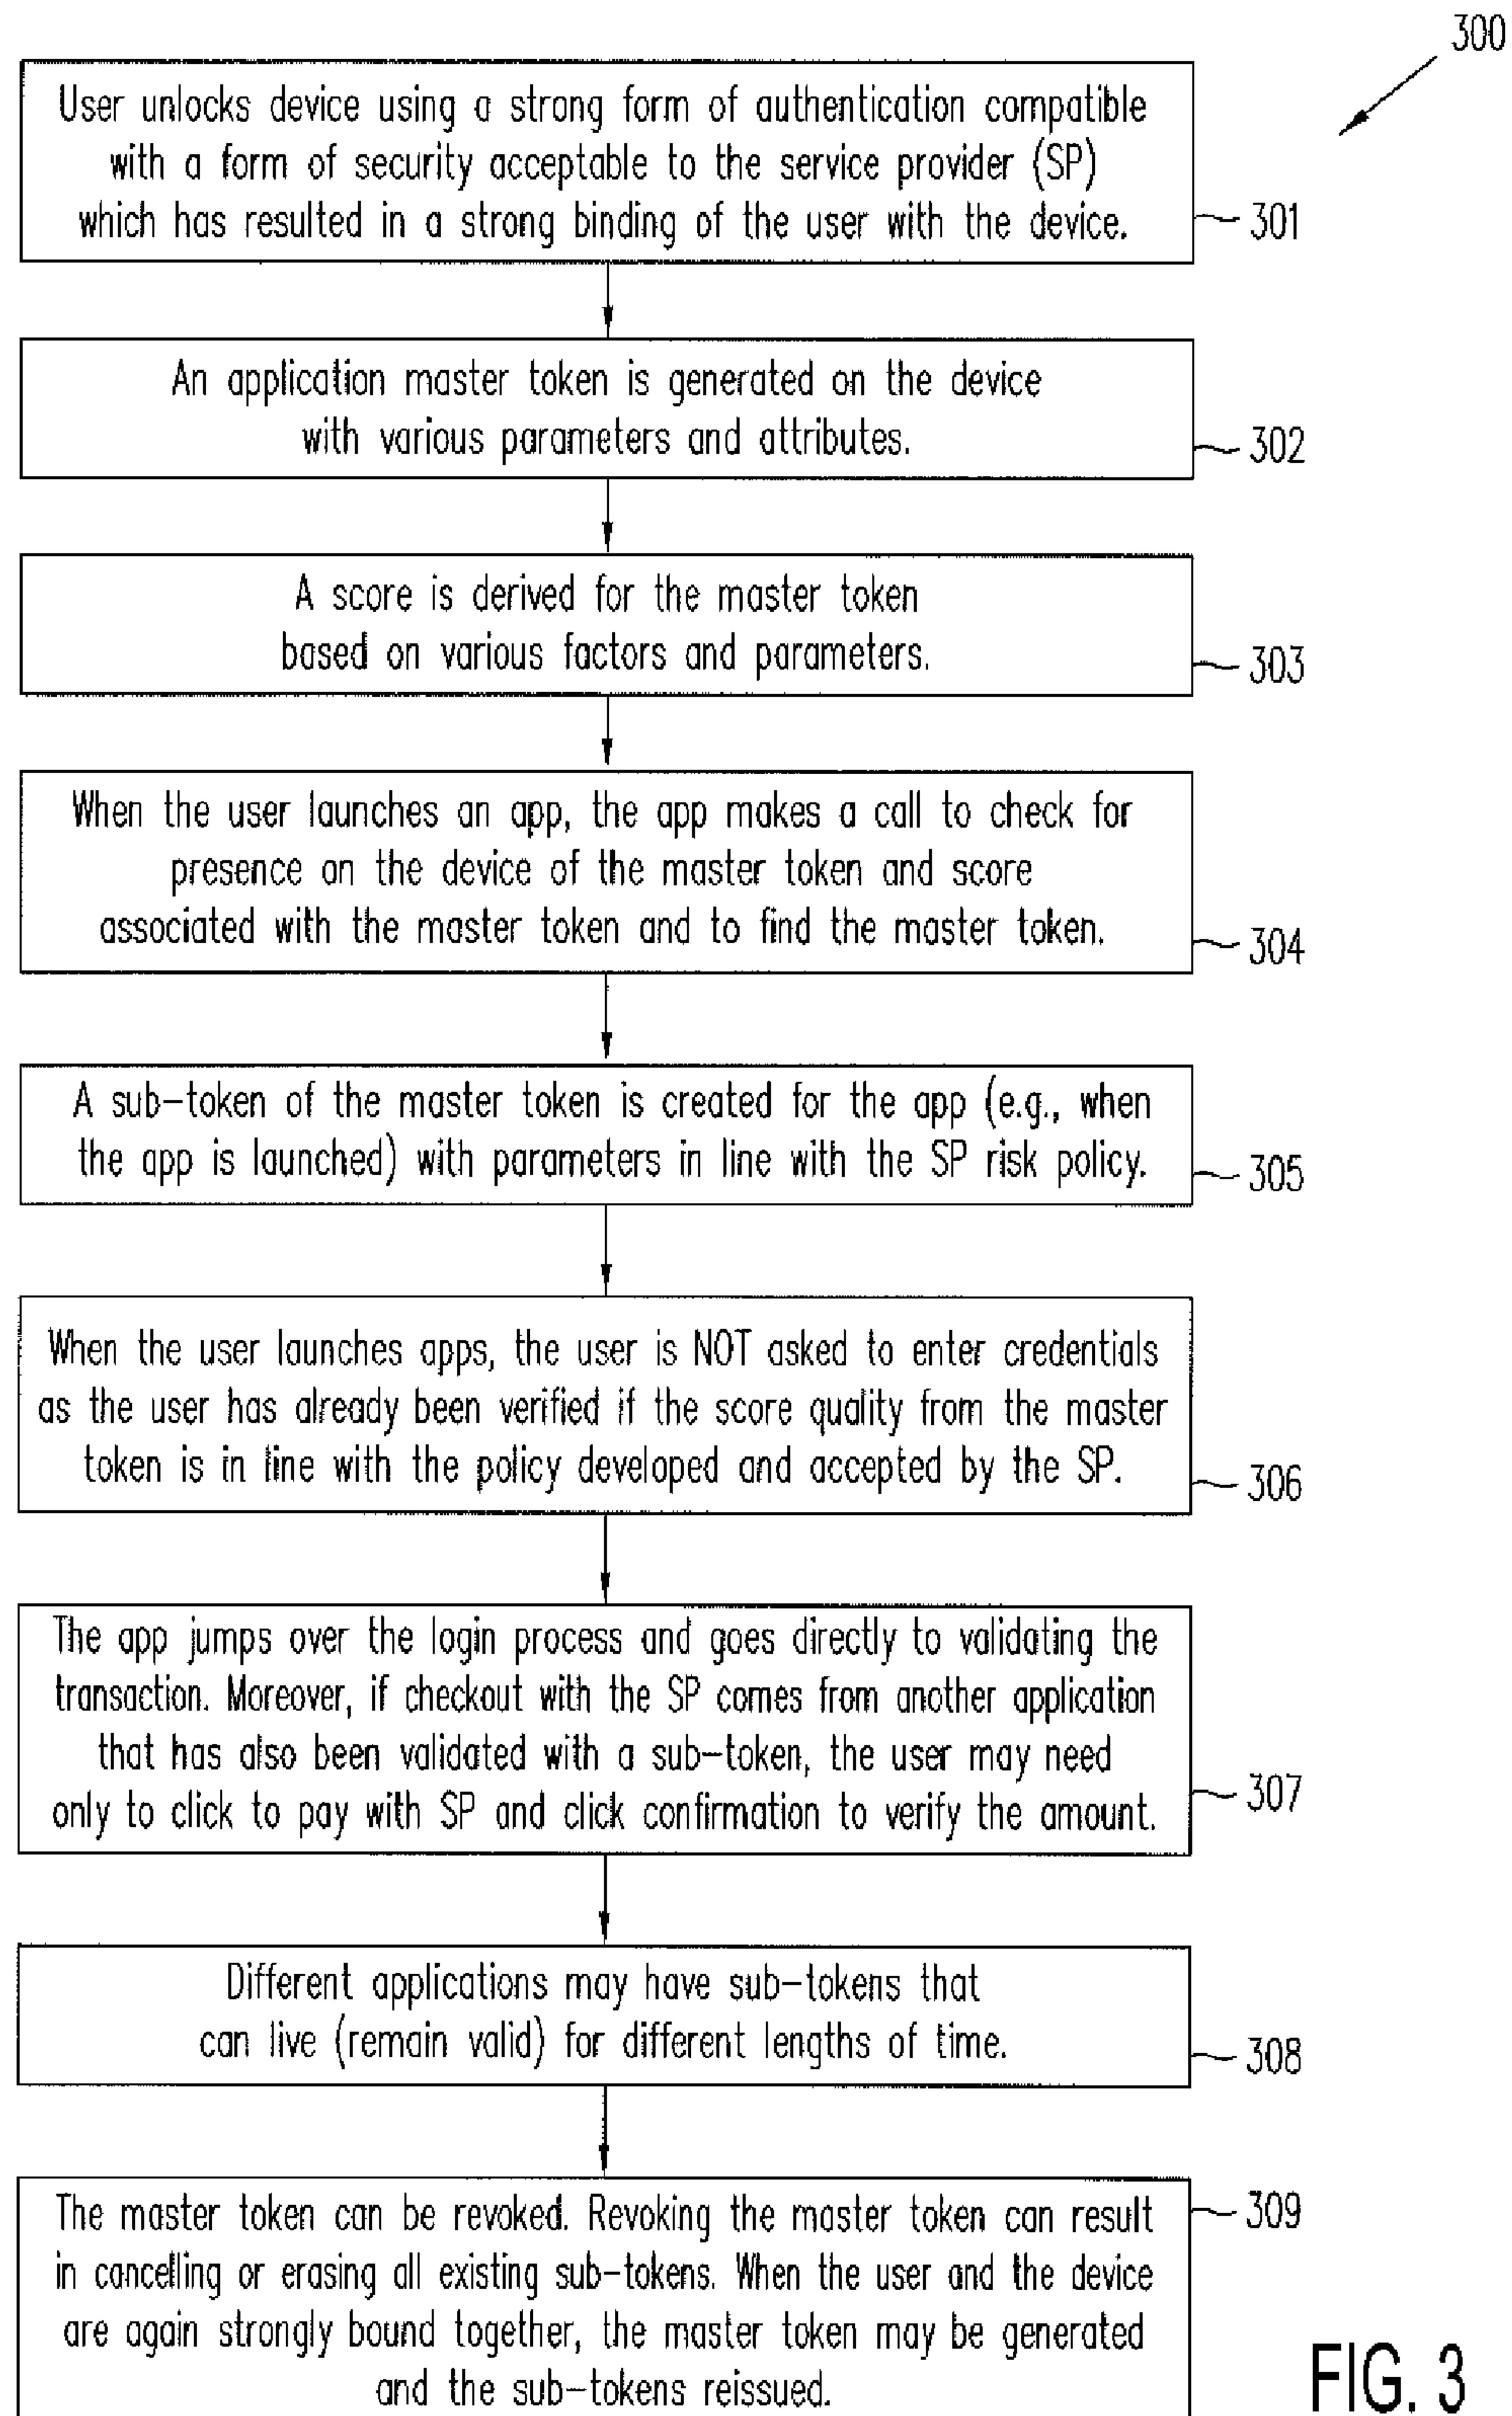 300
User unlocks device using a strong form of authentication compatible
with a form of security acceptable to the service provider (SP)
which has resulted in a strong binding of the user with the device.
301
An application master token is generated on the device
with various parameters and attributes.
302
A score is derived for the master token
based on various factors and parameters.
303
When the user launches an app, the app makes a call to check for
presence on the device of the master token and score
associated with the master token and to find the master token.
304
A sub-token of the master token is created for the app (e.g., when
the app is launched) with parameters in line with the SP risk policy.
305
When the user launches apps, the user is NOT asked to enter credentials
as the user has already been verified if the score quality from the master
token is in line with the policy developed and accepted by the SP.
306
The app jumps over the login process and goes directly to validating the
transaction. Moreover, if checkout with the SP comes from another application
that has also been validated with a sub-token, the user may need
only to click to pay with SP and click confirmation to verify the amount.
307
Different applications may have sub-tokens that
can live (remain valid) for different lengths of time.
308
The master token can be revoked. Revoking the master token can result
in cancelling or erasing all existing sub-tokens. When the user and the device
are again strongly bound together, the master token may be generated
and the sub-tokens reissued.
309
FIG. 3